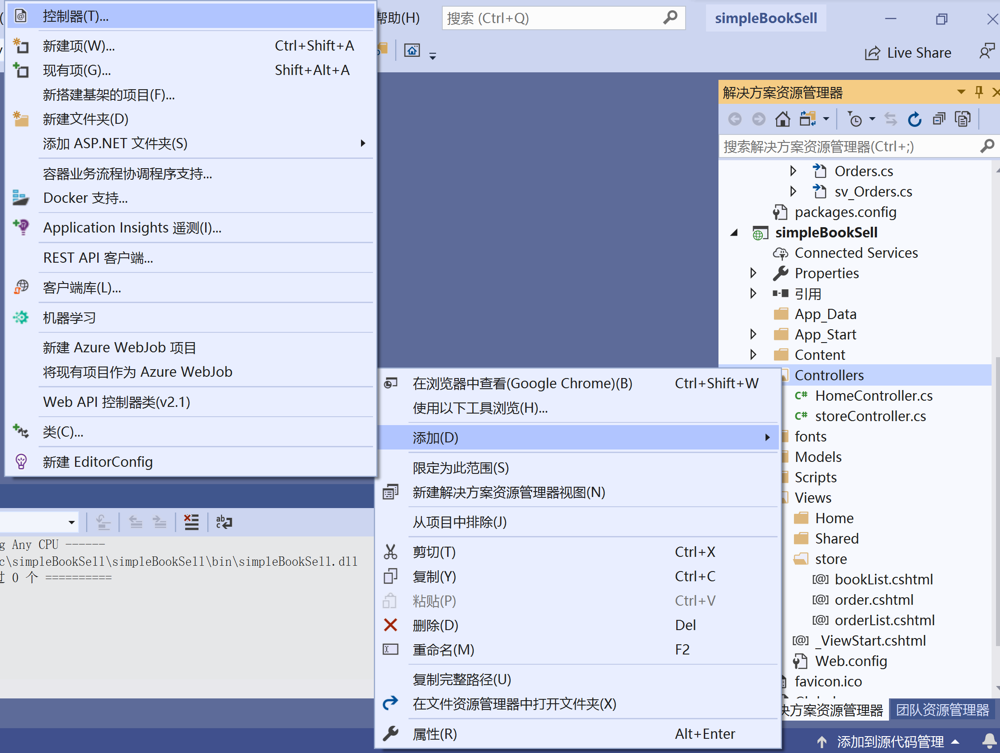 控制器(T)...
新建项(W)... Ctrl+Shift+A
现有项(G)... Shift+Alt+A
新搭建基架的项目(F)...
新建文件夹(D)
添加 ASP.NET 文件夹(S)
容器业务流程协调程序支持...
Docker 支持...
Application Insights 遥测(I)...
REST API 客户端...
客户端库(L)...
机器学习
新建 Azure WebJob 项目
将现有项目作为 Azure WebJob
Web API 控制器类(v2.1)
类(C)...
新建 EditorConfig
帮助(H)
搜索 (Ctrl+Q)
simpleBookSell
Live Share
解决方案资源管理器
搜索解决方案资源管理器(Ctrl+;)
Orders.cs
sv_Orders.cs
packages.config
simpleBookSell
Connected Services
Properties
引用
App_Data
App_Start
Content
Controllers
HomeController.cs
storeController.cs
fonts
Models
Scripts
Views
Home
Shared
store
bookList.cshtml
order.cshtml
orderList.cshtml
_ViewStart.cshtml
Web.config
favicon.ico
在浏览器中查看(Google Chrome)(B) Ctrl+Shift+W
使用以下工具浏览(H)...
添加(D)
限定为此范围(S)
新建解决方案资源管理器视图(N)
从项目中排除(J)
剪切(T) Ctrl+X
复制(Y) Ctrl+C
粘贴(P) Ctrl+V
删除(D) Del
重命名(M) F2
复制完整路径(U)
在文件资源管理器中打开文件夹(X)
属性(R) Alt+Enter
g Any CPU ------
c\simpleBookSell\simpleBookSell\bin\simpleBookSell.dll
过 0 个 ==========
决方案资源管理器
团队资源管理器
添加到源代码管理